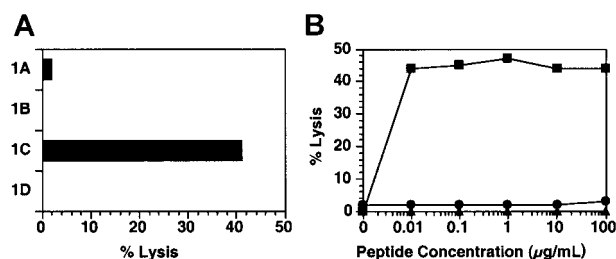 A
1A
1B
1C
1D
0 10 20 30 40 50
% Lysis
B
50
40
30
20
10
0
% Lysis
0 0.01 0.1 1 10 100
Peptide Concentration (µg/mL)